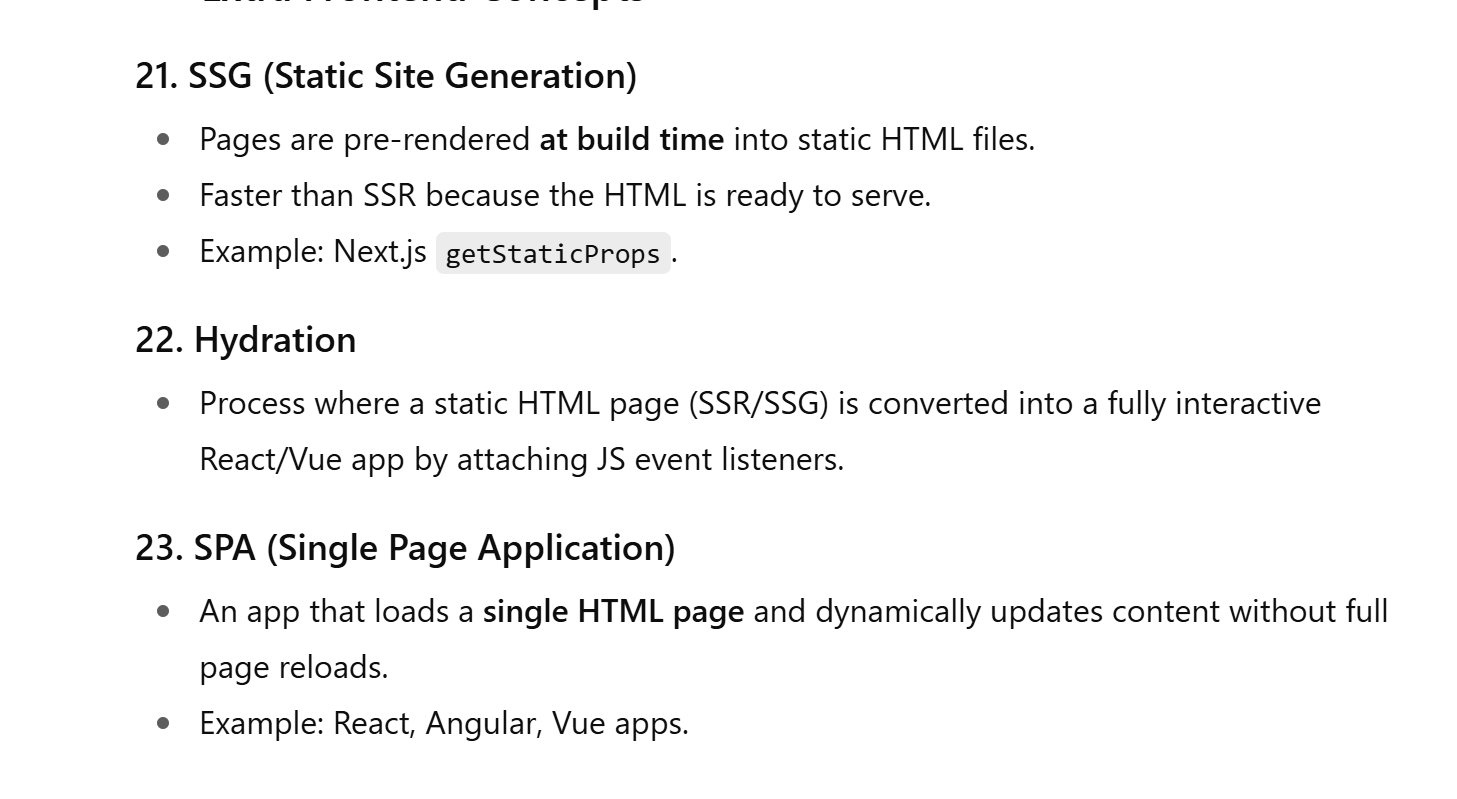 Extra Frontend Concepts
21. SSG (Static Site Generation)
Pages are pre-rendered at build time into static HTML files.
Faster than SSR because the HTML is ready to serve.
Example: Next.js getStaticProps.
22. Hydration
Process where a static HTML page (SSR/SSG) is converted into a fully interactive
React/Vue app by attaching JS event listeners.
23. SPA (Single Page Application)
An app that loads a single HTML page and dynamically updates content without full
page reloads.
Example: React, Angular, Vue apps.